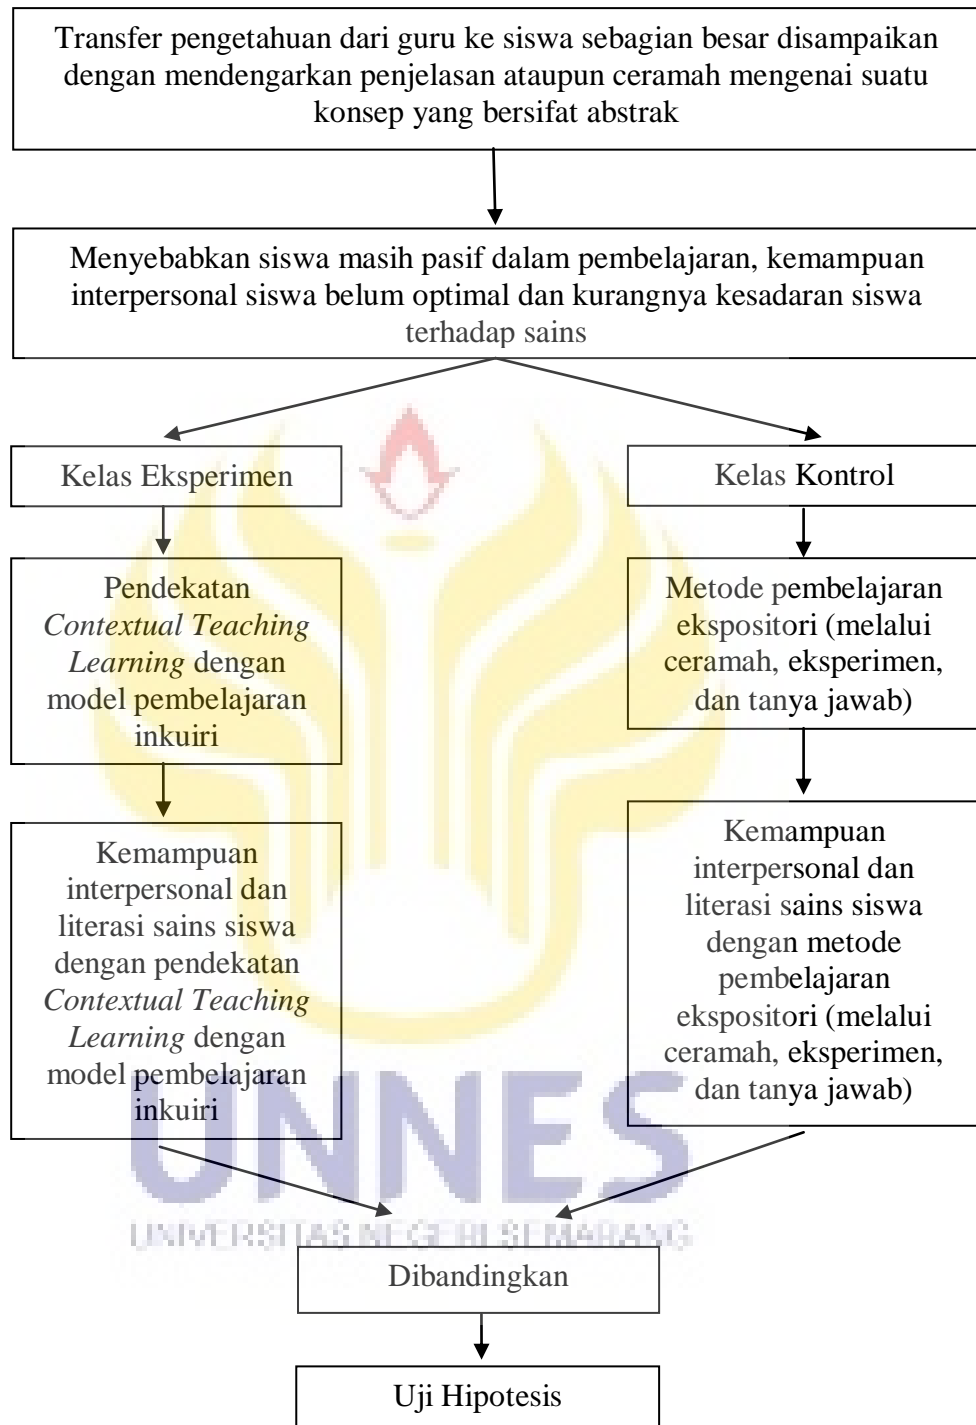 Transfer pengetahuan dari guru ke siswa sebagian besar disampaikan
dengan mendengarkan penjelasan ataupun ceramah mengenai suatu
konsep yang bersifat abstrak
Menyebabkan siswa masih pasif dalam pembelajaran, kemampuan
interpersonal siswa belum optimal dan kurangnya kesadaran siswa
terhadap sains
Kelas Eksperimen
Kelas Kontrol
Pendekatan
Contextual Teaching
Learning dengan
model pembelajaran
inkuiri
Metode pembelajaran
ekspositori (melalui
ceramah, eksperimen,
dan tanya jawab)
Kemampuan
interpersonal dan
literasi sains siswa
dengan pendekatan
Contextual Teaching
Learning dengan
model pembelajaran
inkuiri
Kemampuan
interpersonal dan
literasi sains siswa
dengan metode
pembelajaran
ekspositori (melalui
ceramah, eksperimen,
dan tanya jawab)
UNNES
UNIVERSITAS NEGERI SEMARANG
Dibandingkan
Uji Hipotesis